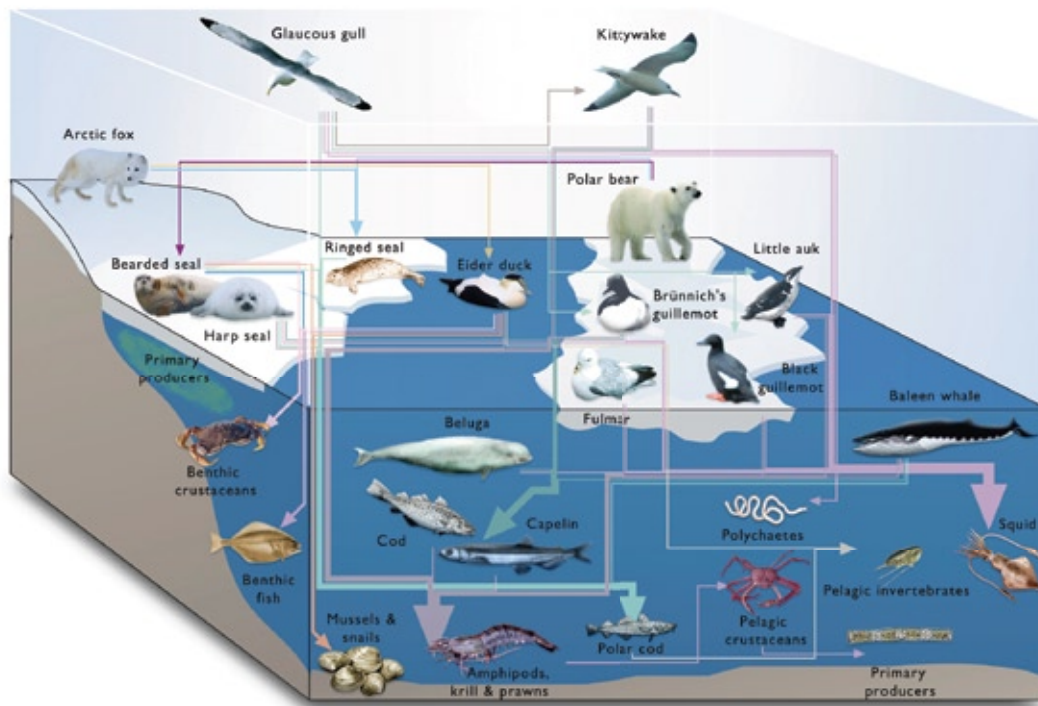 Glaucous gull
Kittywake
Arctic fox
Polar bear
Ringed seal
Little auk
Bearded seal
Eider duck
Brünnich's
guillemot
Harp seal
Primary
producers
Black
guillemot
Fulmar
Baleen whale
Beluga
Benthic
crustaceans
Capelin
Cod
Polychaetes
Squid
Benthic
fish
Pelagic invertebrates
Mussels &
snails
Pelagic
crustaceans
Polar cod
Amphipods,
krill & prawns
Primary
producers